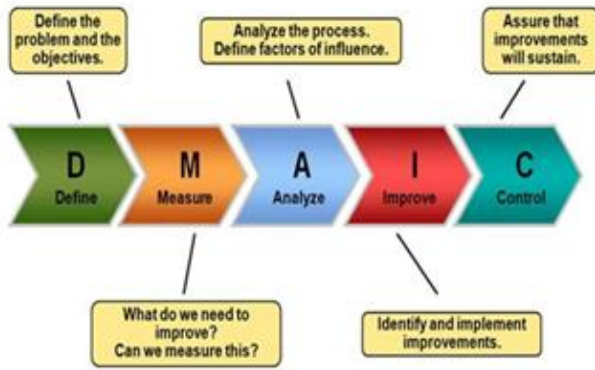 Define the
problem and the
objectives.
Analyze the process.
Define factors of influence.
Assure that
improvements
will sustain.
D
Define
M
Measure
A
Analyze
I
Improve
C
Control
What do we need to
improve?
Can we measure this?
Identify and implement
improvements.